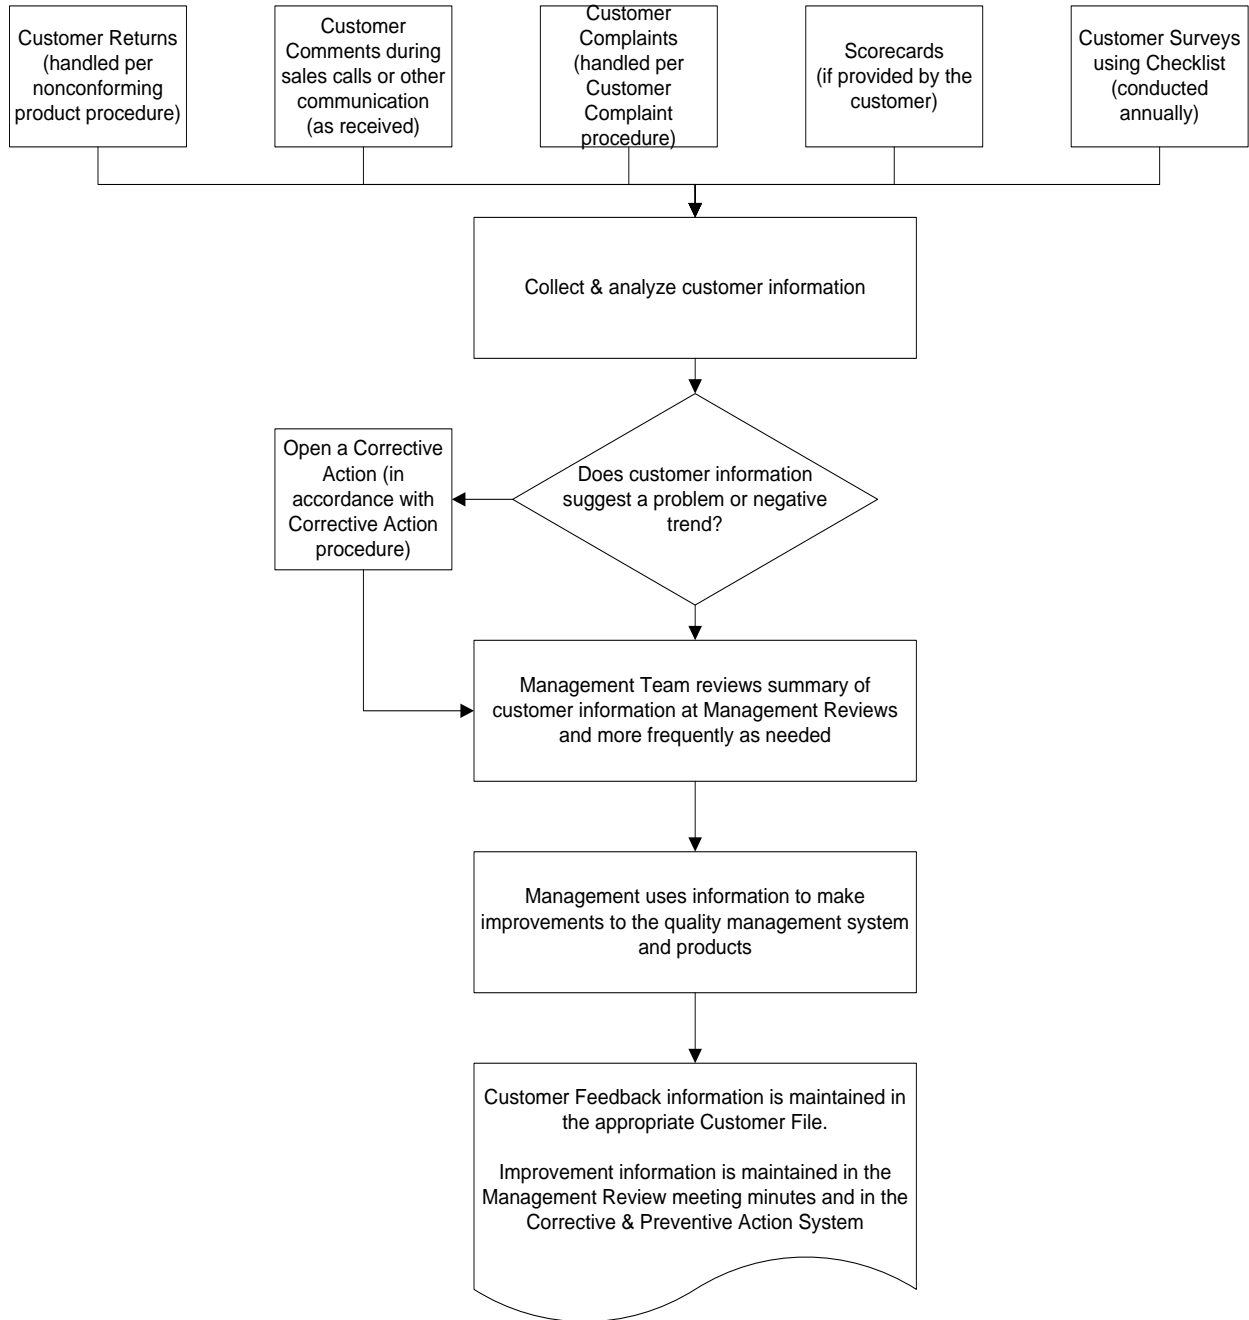 Customer Returns
(handled per
nonconforming
product procedure)
Customer
Comments during
sales calls or other
communication
(as received)
Customer
Complaints
(handled per
Customer
Complaint
procedure)
Scorecards
(if provided by the
customer)
Customer Surveys
using Checklist
(conducted
annually)
Collect & analyze customer information
Does customer information
suggest a problem or negative
trend?
Open a Corrective
Action (in
accordance with
Corrective Action
procedure)
Management Team reviews summary of
customer information at Management Reviews
and more frequently as needed
Management uses information to make
improvements to the quality management system
and products
Customer Feedback information is maintained in
the appropriate Customer File.
Improvement information is maintained in the
Management Review meeting minutes and in the
Corrective & Preventive Action System